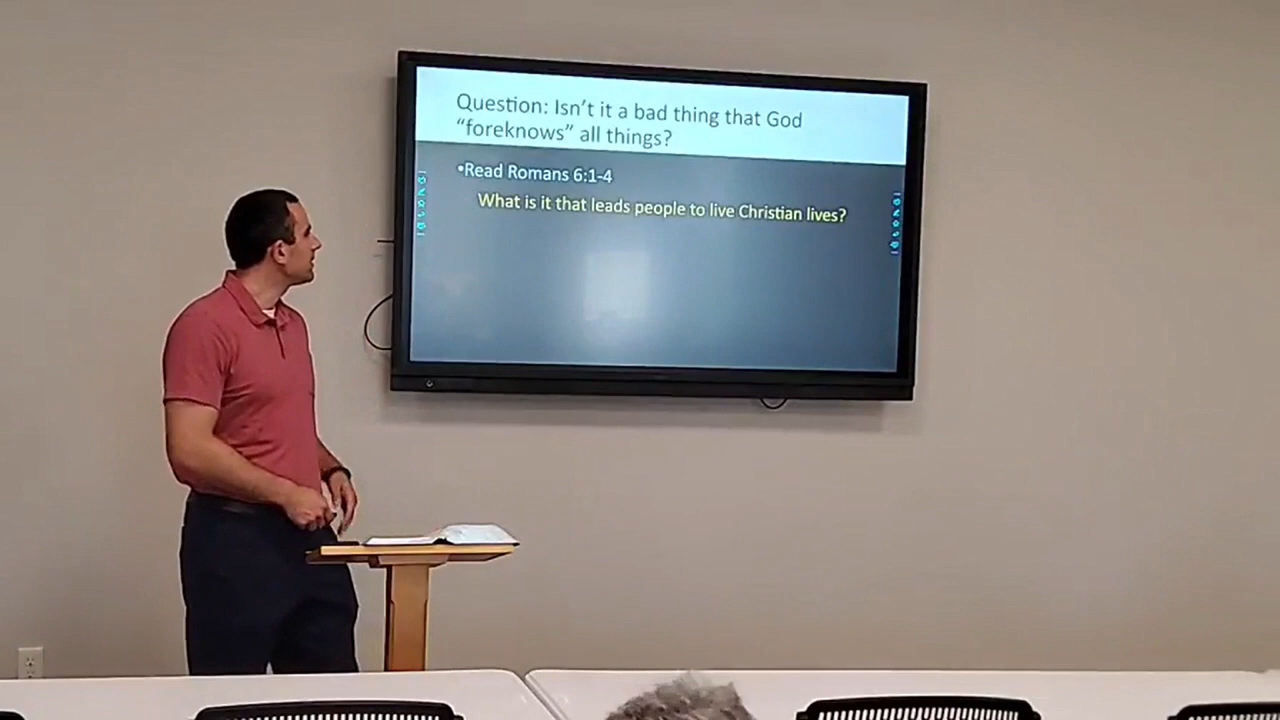 Question: Isn't it a bad thing that God
“foreknows” all things?
•Read Romans 6:1-4
What is it that leads people to live Christian lives?